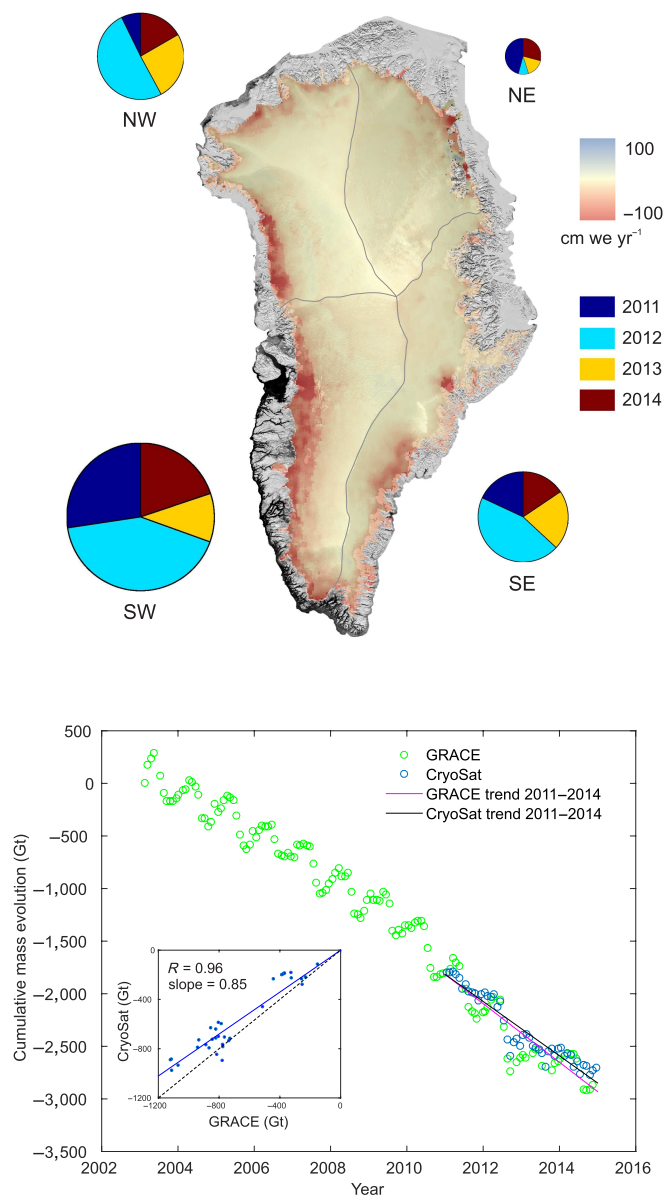 NW
NE
100
−100
cm we yr⁻¹
2011
2012
2013
2014
SW
SE
500
0
−500
−1,000
−1,500
−2,000
−2,500
−3,000
−3,500
2002
2004
2006
2008
2010
2012
2014
2016
Year
Cumulative mass evolution (Gt)
GRACE
CryoSat
GRACE trend 2011–2014
CryoSat trend 2011–2014
R = 0.96
slope = 0.85
0
−400
−800
−1200
−1200
−800
−400
0
CryoSat (Gt)
GRACE (Gt)